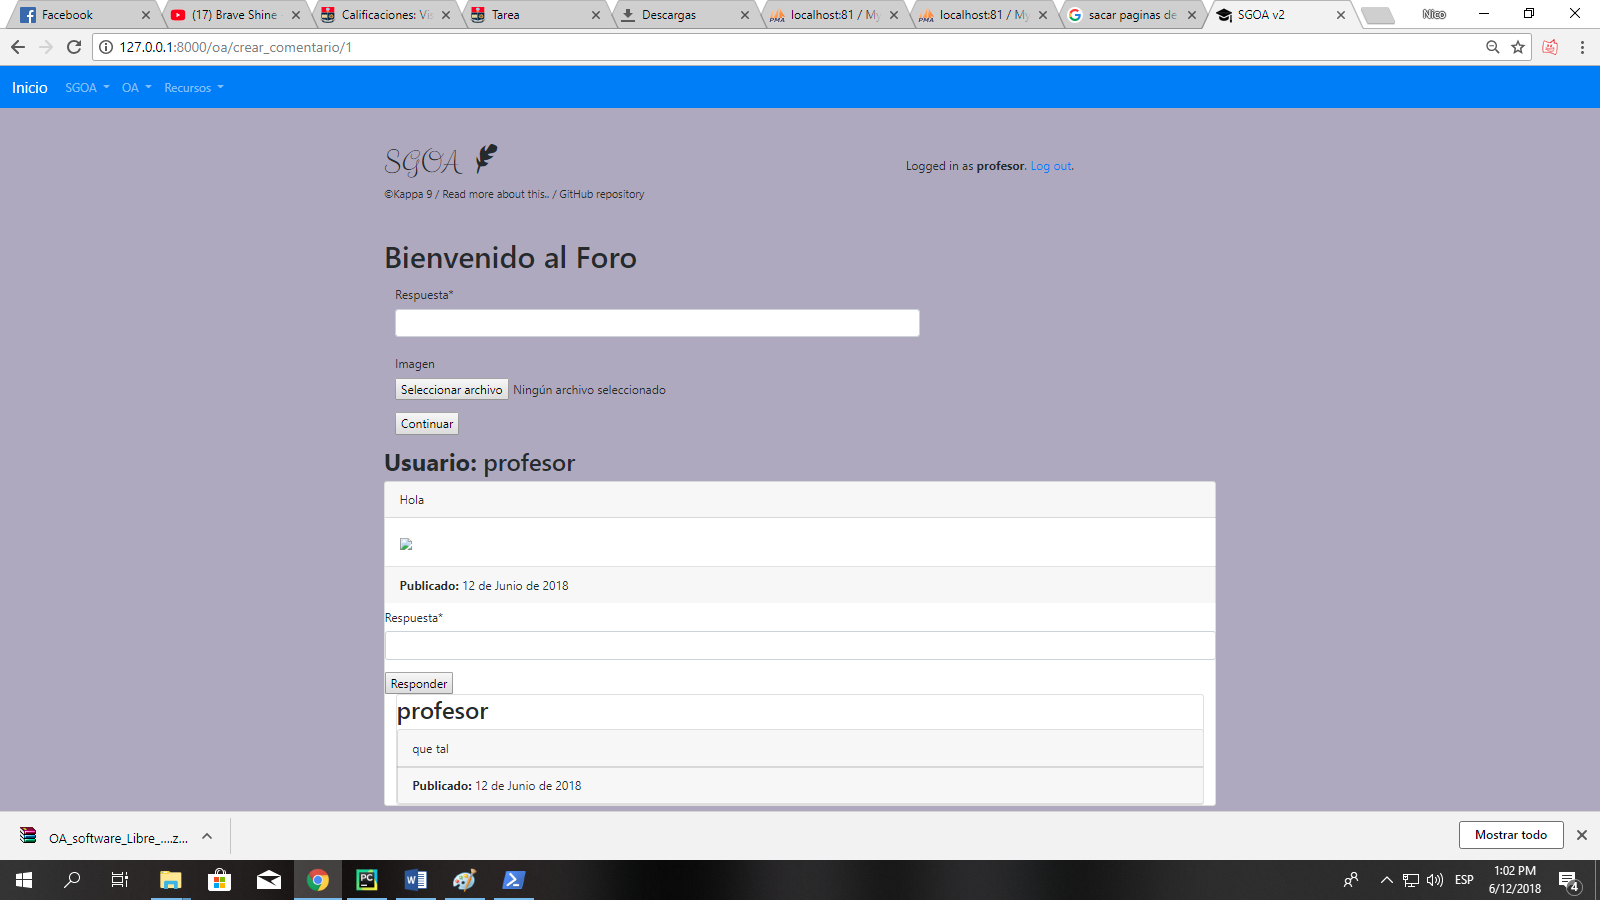 Facebook
(17) Brave Shine -
Calificaciones: Vis
Tarea
Descargas
localhost:81 / My
localhost:81 / My
sacar paginas de
SGOA v2
Nico
127.0.0.1:8000/oa/crear_comentario/1
Inicio SGOA OA Recursos
SGOA
Logged in as profesor. Log out.
©Kappa 9 / Read more about this.. / GitHub repository
Bienvenido al Foro
Respuesta*
Imagen
Seleccionar archivo Ningún archivo seleccionado
Continuar
Usuario: profesor
Hola
Publicado: 12 de Junio de 2018
Respuesta*
Responder
profesor
que tal
Publicado: 12 de Junio de 2018
OA_software_Libre_....z...
Mostrar todo
ESP
1:02 PM
6/12/2018
4